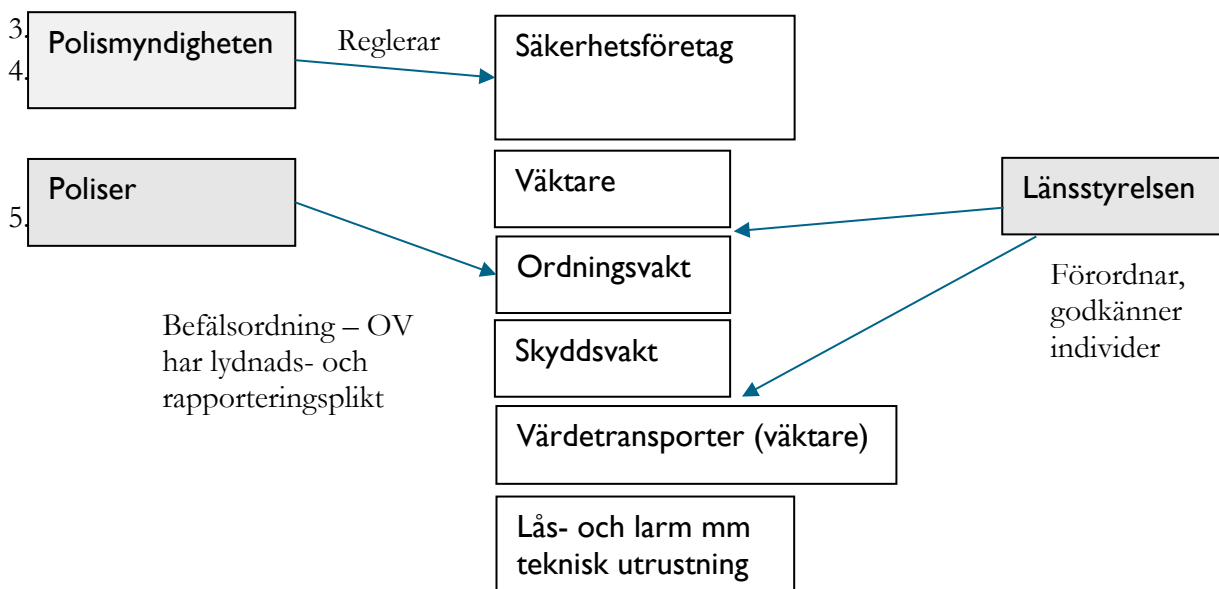 3.
Polismyndigheten
Reglerar
Säkerhetsföretag
4.
Poliser
Väktare
Länsstyrelsen
5.
Ordningsvakt
Förordnar,
godkänner
individer
Befälsordning – OV
har lydnads- och
rapporteringsplikt
Skyddsvakt
Värdetransporter (väktare)
Lås- och larm mm
teknisk utrustning